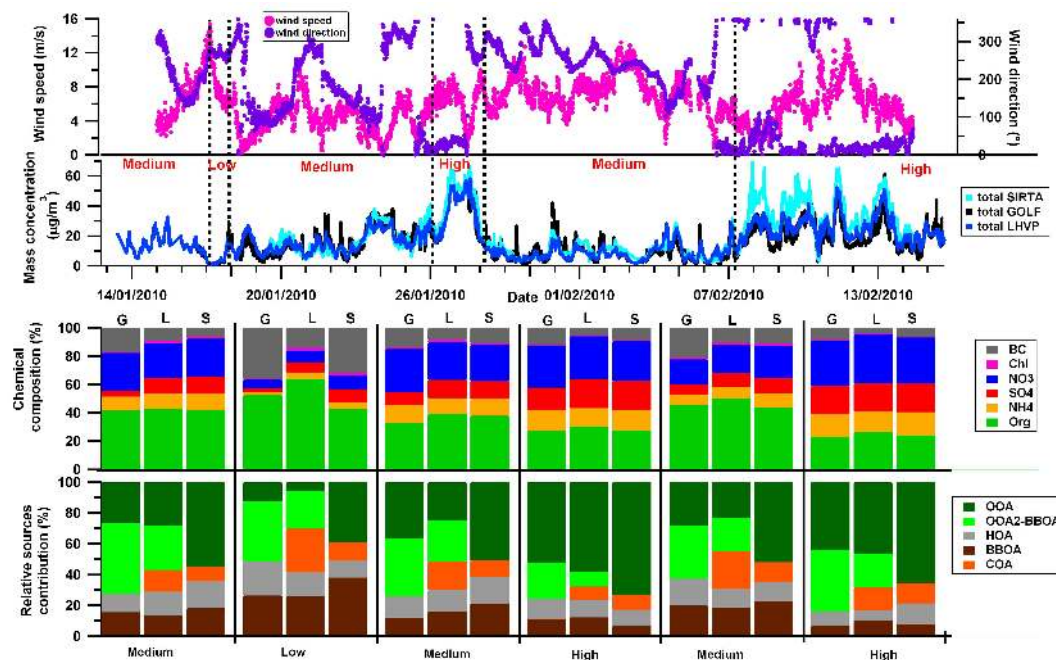 wind speed
wind direction
Wind speed (m/s)
16
12
8
4
0
Wind direction (°)
300
200
100
0
Medium
Low
Medium
High
Medium
High
Mass concentration
(µg/m³)
60
40
20
0
total SIRTA
total GOLF
total LHVP
14/01/2010
20/01/2010
26/01/2010
Date
01/02/2010
07/02/2010
13/02/2010
G L S G L S G L S G L S G L S G L S
Chemical
composition (%)
100
80
60
40
20
0
BC
Chl
NO3
SO4
NH4
Org
Relative sources
contribution (%)
100
80
60
40
20
0
OOA
OOA2-BBOA
HOA
BBOA
COA
Medium
Low
Medium
High
Medium
High